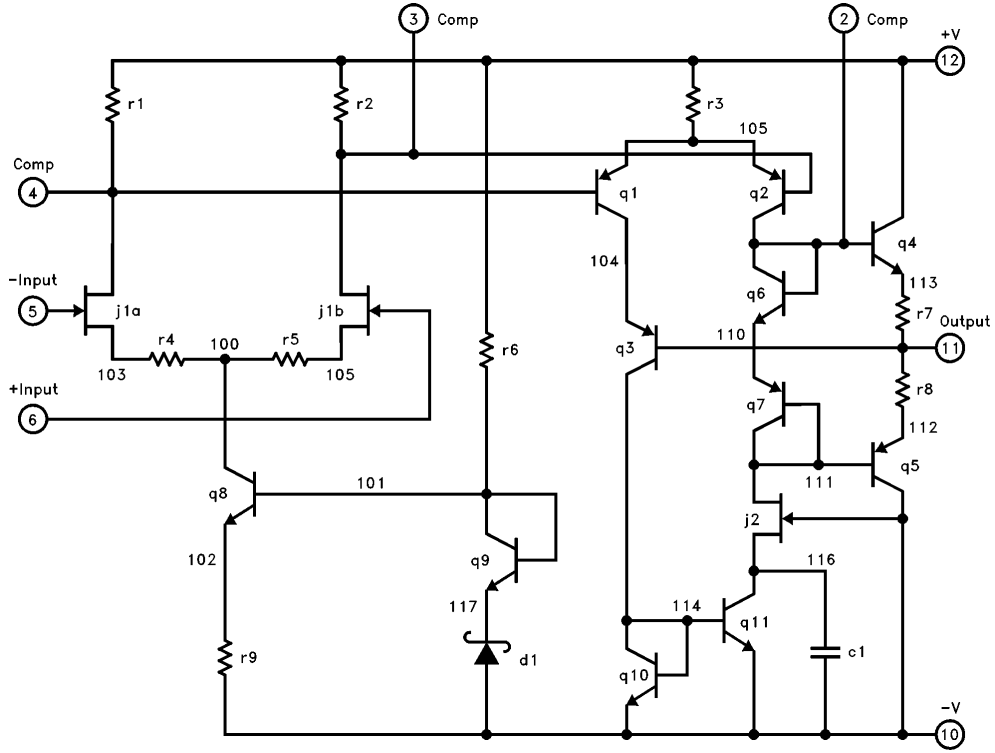 3 Comp
2 Comp
+V
12
r1
r2
r3
105
Comp
4
q1
q2
q4
104
-Input
5
j1a
j1b
q6
113
r7
Output
11
r4
100
r5
r6
q3
110
103
105
+Input
6
q7
r8
112
q8
101
111
q5
j2
102
q9
116
117
114
q11
r9
d1
q10
c1
-V
10